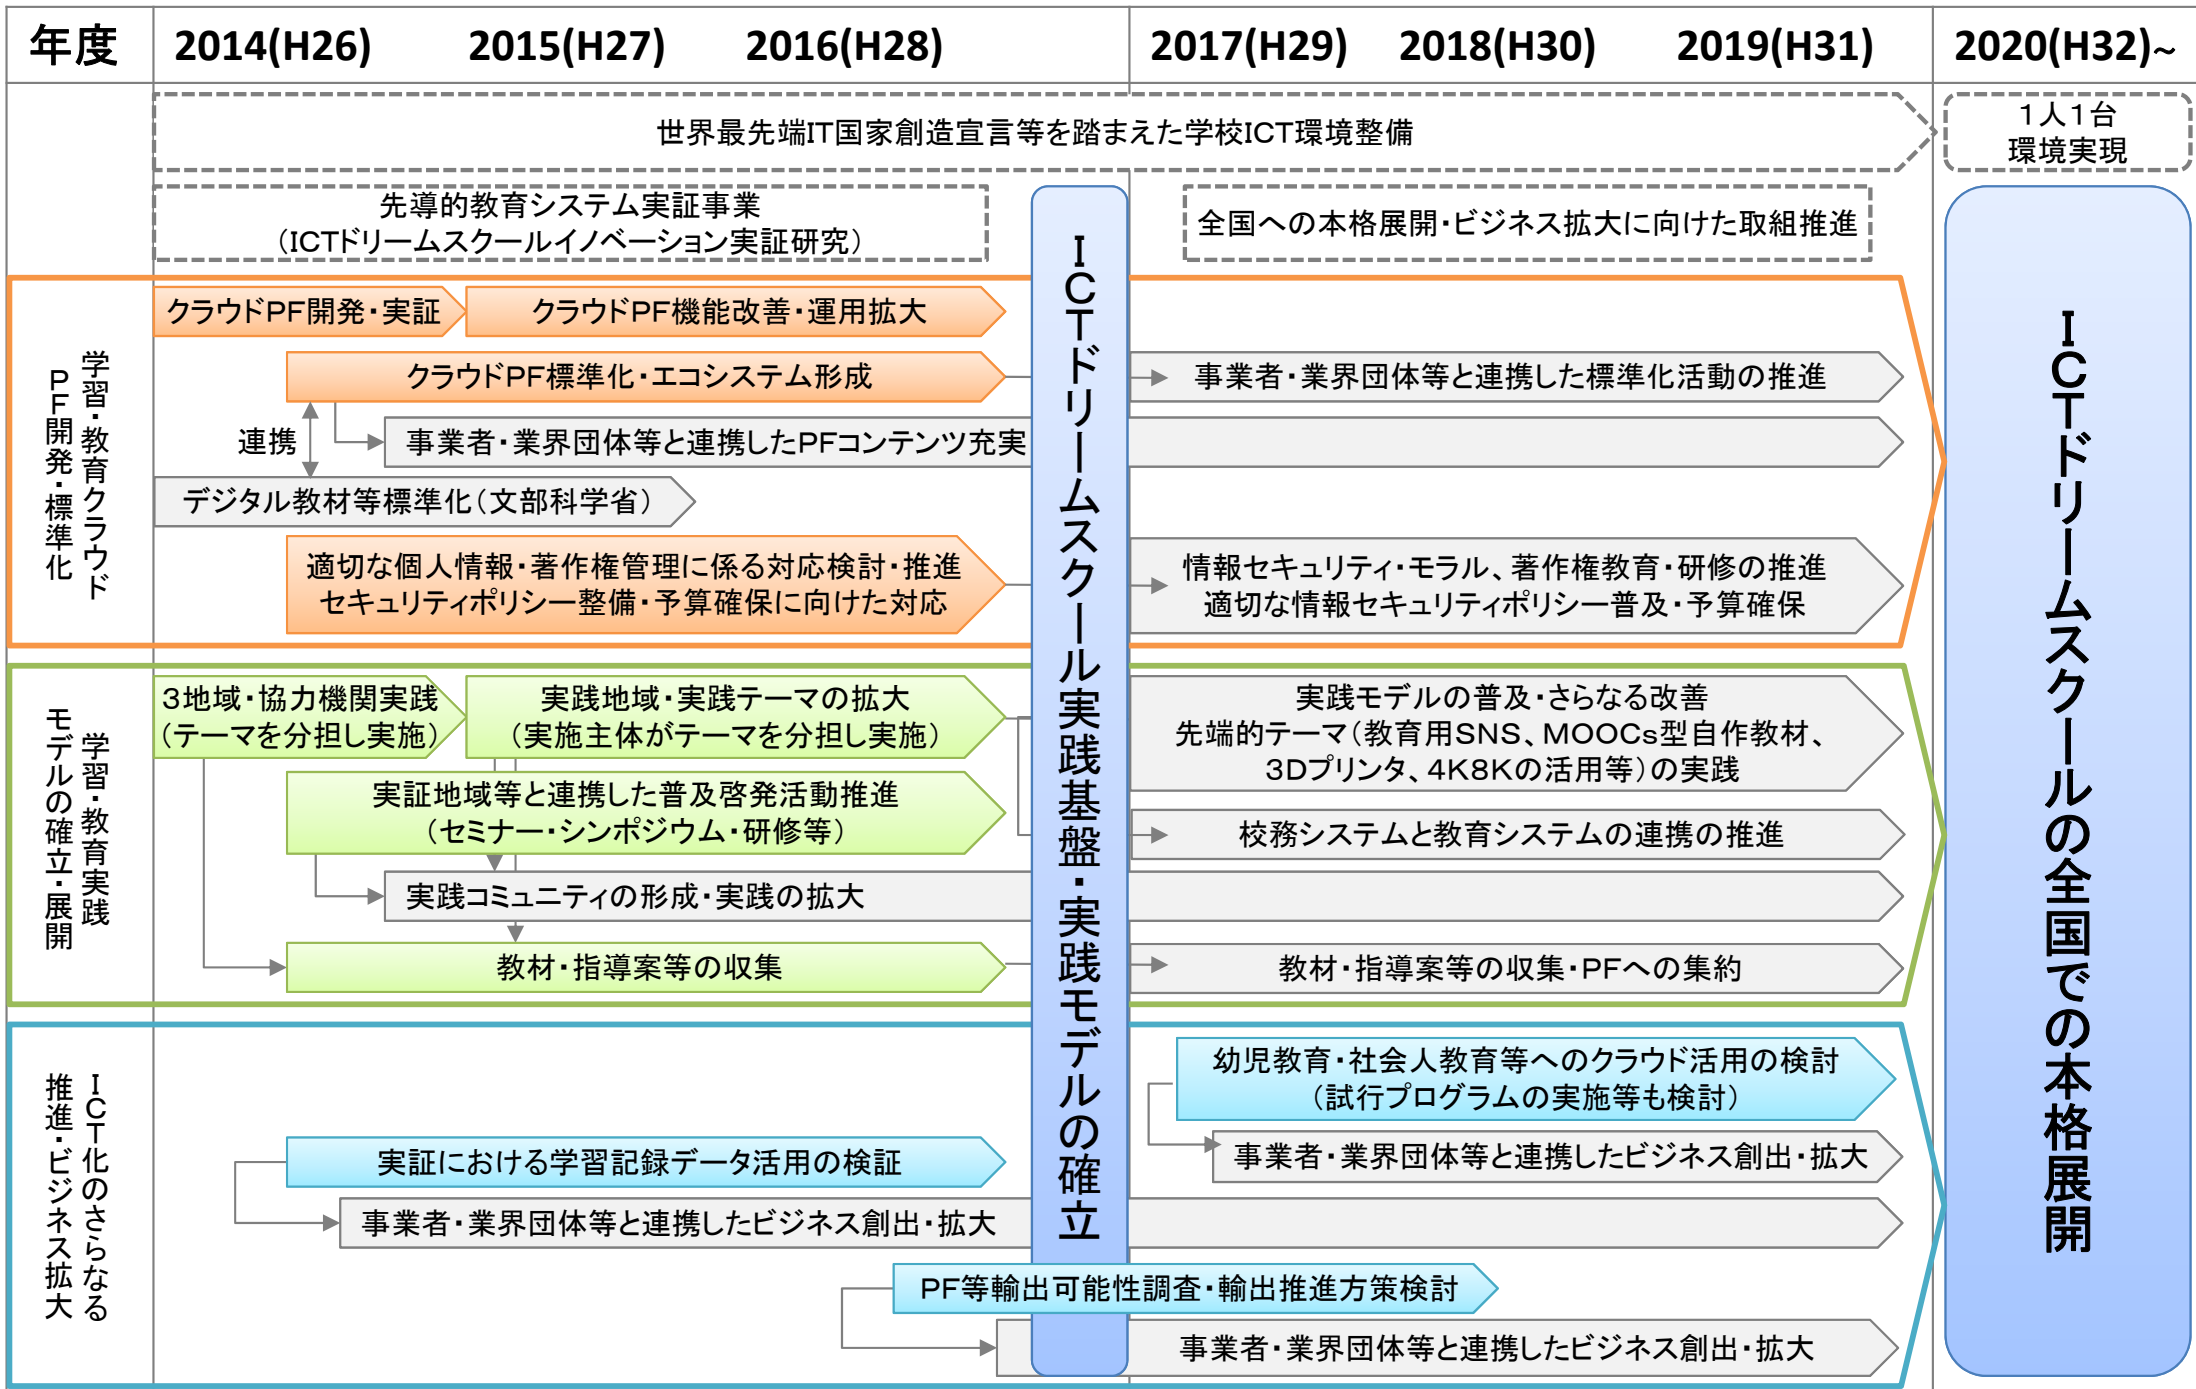 年度
2014(H26)
2015(H27)
2016(H28)
2017(H29)
2018(H30)
2019(H31)
2020(H32)~
世界最先端IT国家創造宣言等を踏まえた学校ICT環境整備
1人1台
環境実現
先導的教育システム実証事業
(ICTドリームスクールイノベーション実証研究)
全国への本格展開・ビジネス拡大に向けた取組推進
ICTドリームスクール実践基盤・実践モデルの確立
ICTドリームスクールの全国での本格展開
学習・教育クラウド
PF開発・標準化
クラウドPF開発・実証
クラウドPF機能改善・運用拡大
クラウドPF標準化・エコシステム形成
事業者・業界団体等と連携した標準化活動の推進
連携
事業者・業界団体等と連携したPFコンテンツ充実
デジタル教材等標準化(文部科学省)
適切な個人情報・著作権管理に係る対応検討・推進
セキュリティポリシー整備・予算確保に向けた対応
情報セキュリティ・モラル、著作権教育・研修の推進
適切な情報セキュリティポリシー普及・予算確保
学習・教育実践
モデルの確立・展開
3地域・協力機関実践
(テーマを分担し実施)
実践地域・実践テーマの拡大
(実施主体がテーマを分担し実施)
実践モデルの普及・さらなる改善
先端的テーマ(教育用SNS、MOOCs型自作教材、
3Dプリンタ、4K8Kの活用等)の実践
実証地域等と連携した普及啓発活動推進
(セミナー・シンポジウム・研修等)
校務システムと教育システムの連携の推進
実践コミュニティの形成・実践の拡大
教材・指導案等の収集
教材・指導案等の収集・PFへの集約
ICT化のさらなる
推進・ビジネス拡大
幼児教育・社会人教育等へのクラウド活用の検討
(試行プログラムの実施等も検討)
実証における学習記録データ活用の検証
事業者・業界団体等と連携したビジネス創出・拡大
事業者・業界団体等と連携したビジネス創出・拡大
PF等輸出可能性調査・輸出推進方策検討
事業者・業界団体等と連携したビジネス創出・拡大